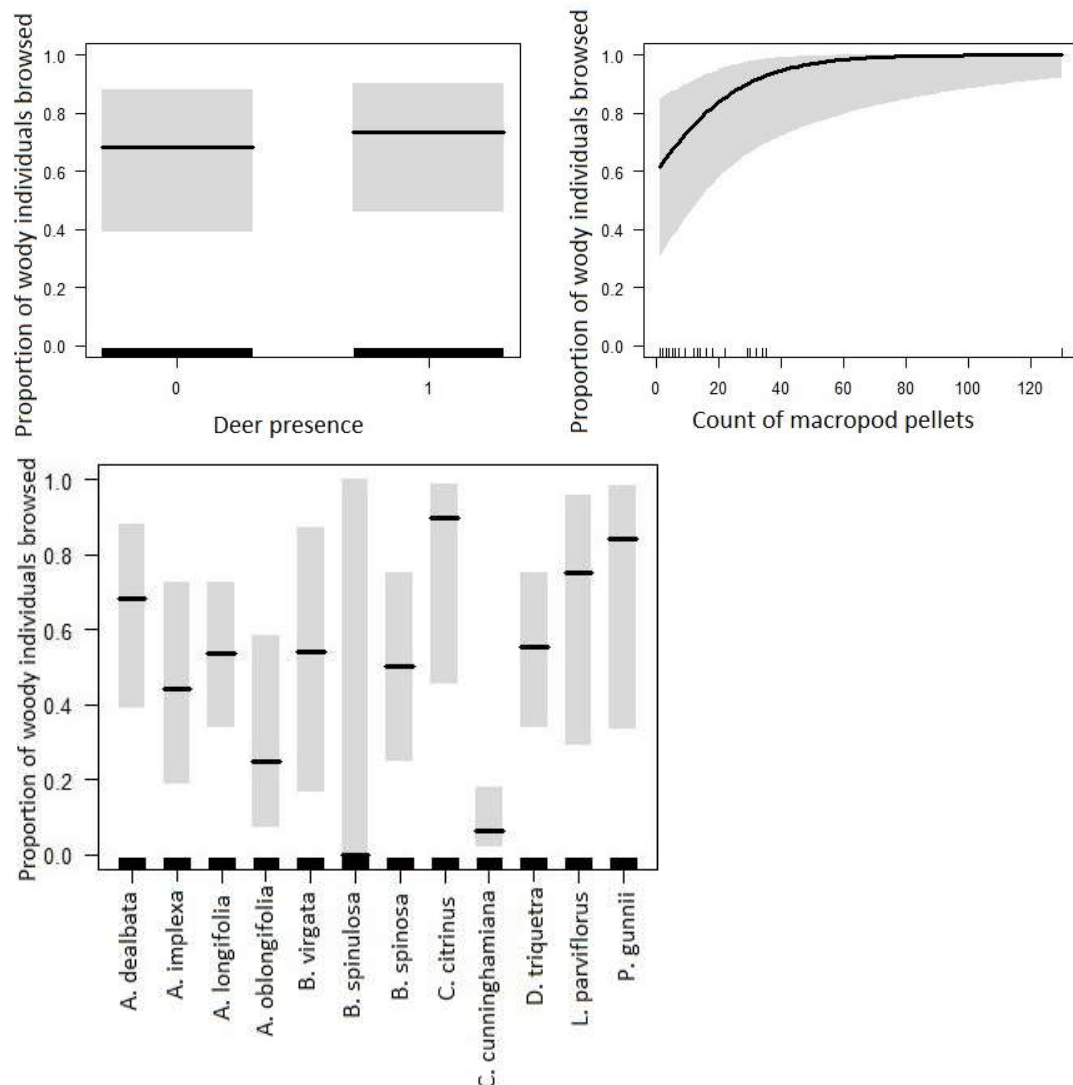 Proportion of wody individuals browsed
1.0
0.8
0.6
0.4
0.2
0.0
0 1
Deer presence
Proportion of wody individuals browsed
1.0
0.8
0.6
0.4
0.2
0.0
0 20 40 60 80 100 120
Count of macropod pellets
Proportion of woody individuals browsed
1.0
0.8
0.6
0.4
0.2
0.0
A. dealbata
A. implexa
A. longifolia
A. oblongifolia
B. virgata
B. spinulosa
B. spinosa
C. citrinus
C. cunninghamiana
D. triquetra
L. parviflorus
P. gunnii